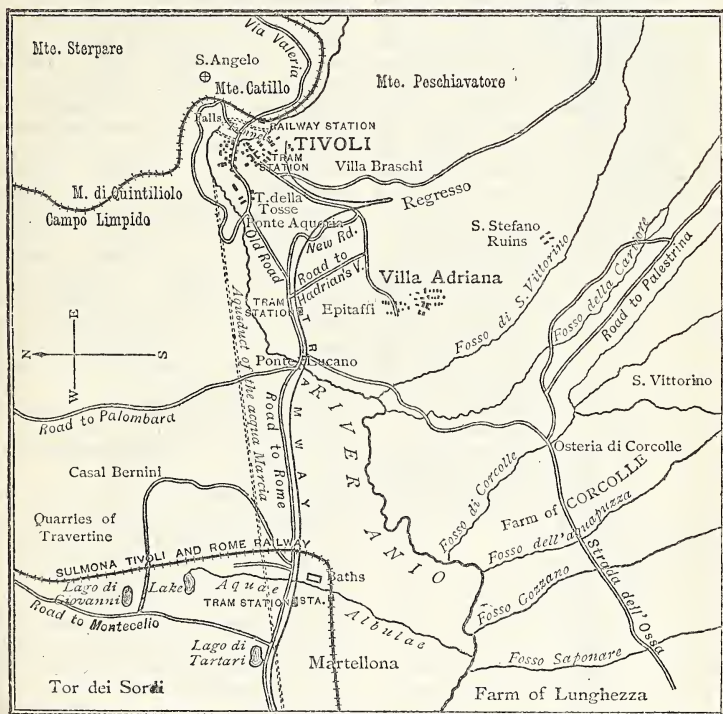 Mte. Sterpare
Via Valeria
S. Angelo
Mte. Catillo
Mte. Peschiavatore
Falls
Tunnel
RAILWAY STATION
TIVOLI
TRAM
STATION
Villa Braschi
M. di Quintiliolo
Campo Limpido
T. della
Tosse
Regresso
Ponte Aquoria
New Rd.
Old Road
Road to
Hadrian's V.
S. Stefano
Ruins
Villa Adriana
TRAM
STATION
Epitaffi
Fosso di S. Vittorino
Fosso della Cartiere
Road to Palestrina
Aqueduct of the acqua Marcia
N
E
S
W
Ponte Lucano
S. Vittorino
Road to Palombara
Road to Rome
TRAMWAY
RIVER ANIO
Osteria di Corcolle
Casal Bernini
Fosso di Corcolle
Farm of CORCOLLE
Quarries of
Travertine
Fosso dell'acquapuzza
SULMONA TIVOLI AND ROME RAILWAY
Strada dell'Ossa
Lago di
Giovanni
Lake
Aquae
Albulae
Baths
TRAM STATION
STA.
Fosso Gozzano
Road to Montecelio
Lago di
Tartari
Martellona
Fosso Saponare
Tor dei Sordi
Farm of Lunghezza